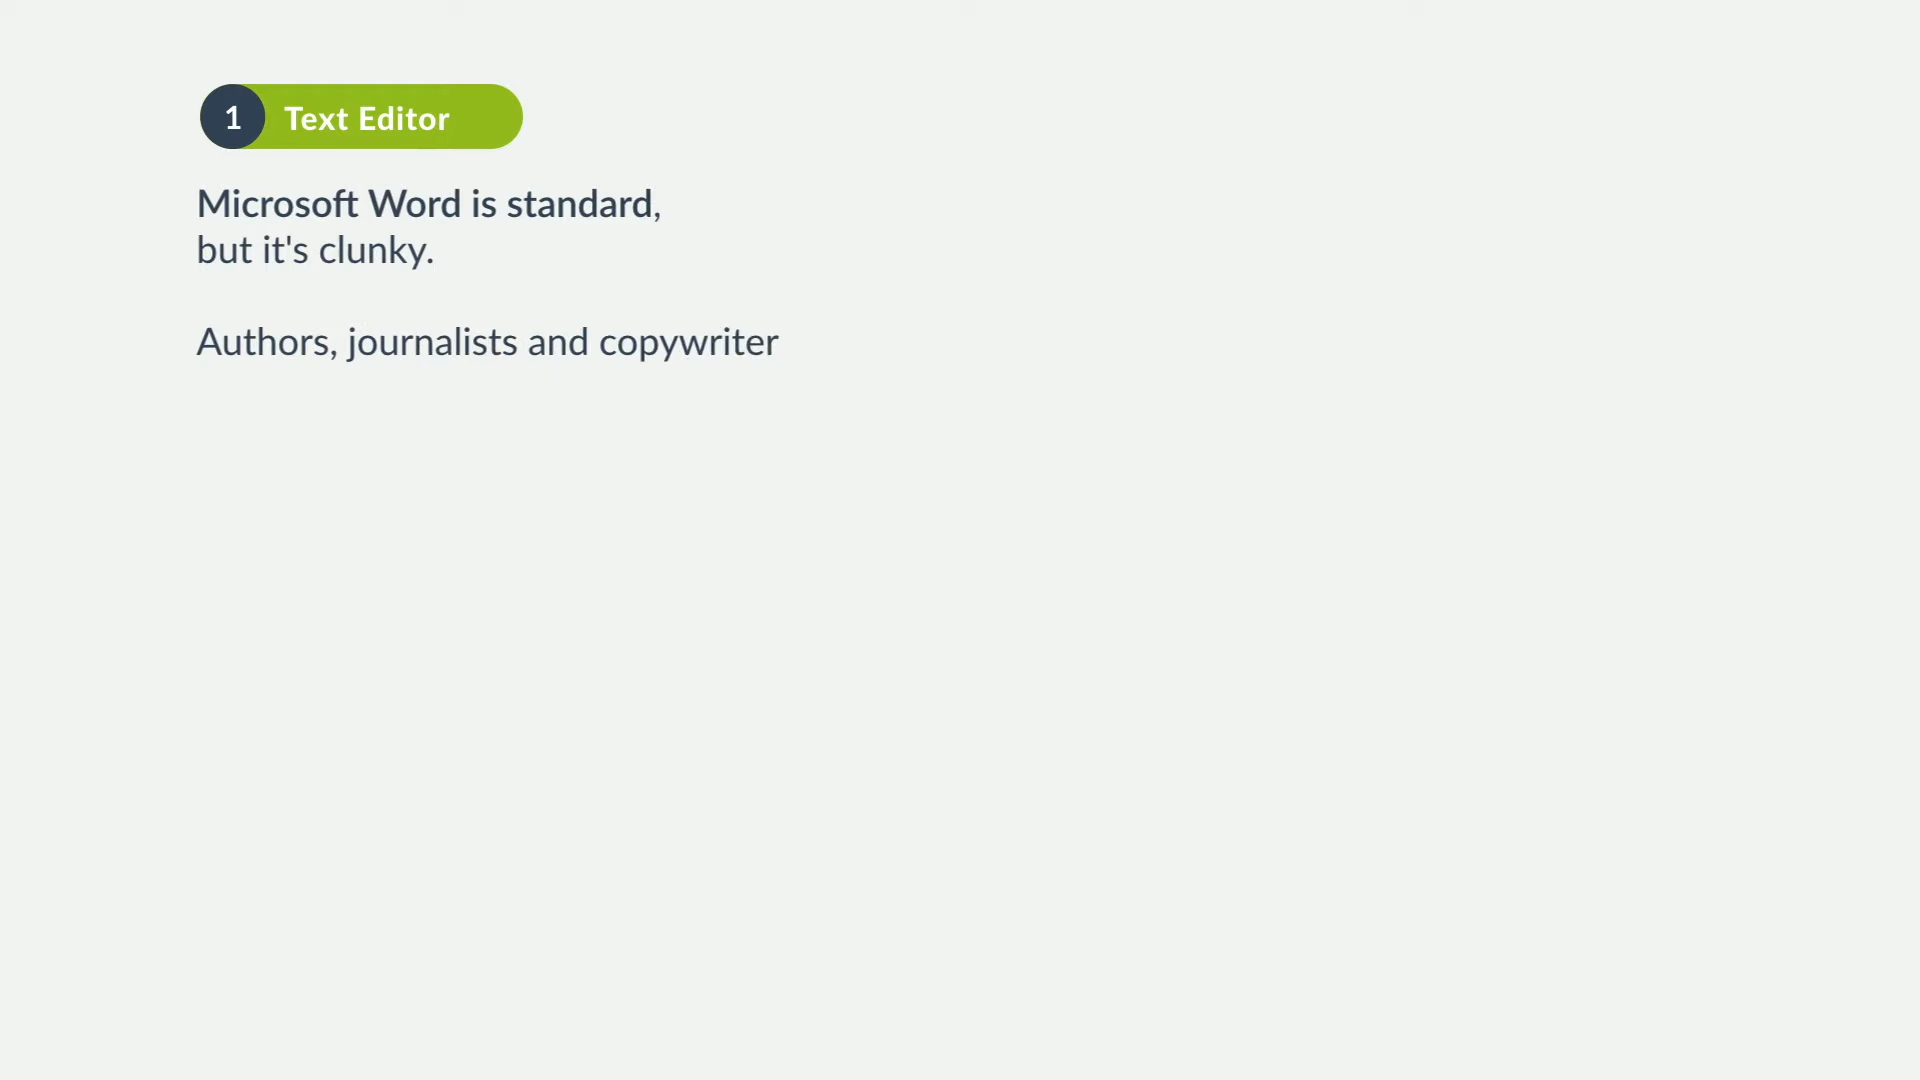 1 Text Editor
Microsoft Word is standard,
but it's clunky.
Authors, journalists and copywriter